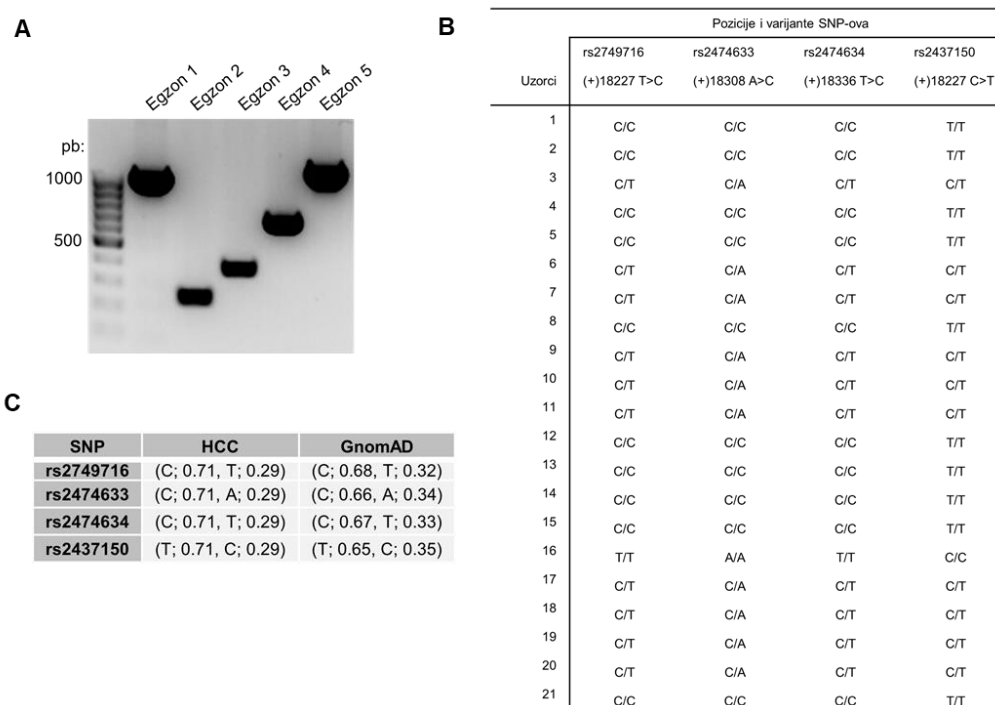 A
Egzon 1
Egzon 2
Egzon 3
Egzon 4
Egzon 5
pb:
1000
500
B
Pozicije i varijante SNP-ova
rs2749716 rs2474633 rs2474634 rs2437150
Uzorci (+)18227 T>C (+)18308 A>C (+)18336 T>C (+)18227 C>T
1 C/C C/C C/C T/T
2 C/C C/C C/C T/T
3 C/T C/A C/T C/T
4 C/C C/C C/C T/T
5 C/C C/C C/C T/T
6 C/T C/A C/T C/T
7 C/T C/A C/T C/T
8 C/C C/C C/C T/T
9 C/T C/A C/T C/T
10 C/T C/A C/T C/T
11 C/T C/A C/T C/T
12 C/C C/C C/C T/T
13 C/C C/C C/C T/T
14 C/C C/C C/C T/T
15 C/C C/C C/C T/T
16 T/T A/A T/T C/C
17 C/T C/A C/T C/T
18 C/T C/A C/T C/T
19 C/T C/A C/T C/T
20 C/T C/A C/T C/T
21 C/C C/C C/C T/T
C
SNP HCC GnomAD
rs2749716 (C; 0.71, T; 0.29) (C; 0.68, T; 0.32)
rs2474633 (C; 0.71, A; 0.29) (C; 0.66, A; 0.34)
rs2474634 (C; 0.71, T; 0.29) (C; 0.67, T; 0.33)
rs2437150 (T; 0.71, C; 0.29) (T; 0.65, C; 0.35)